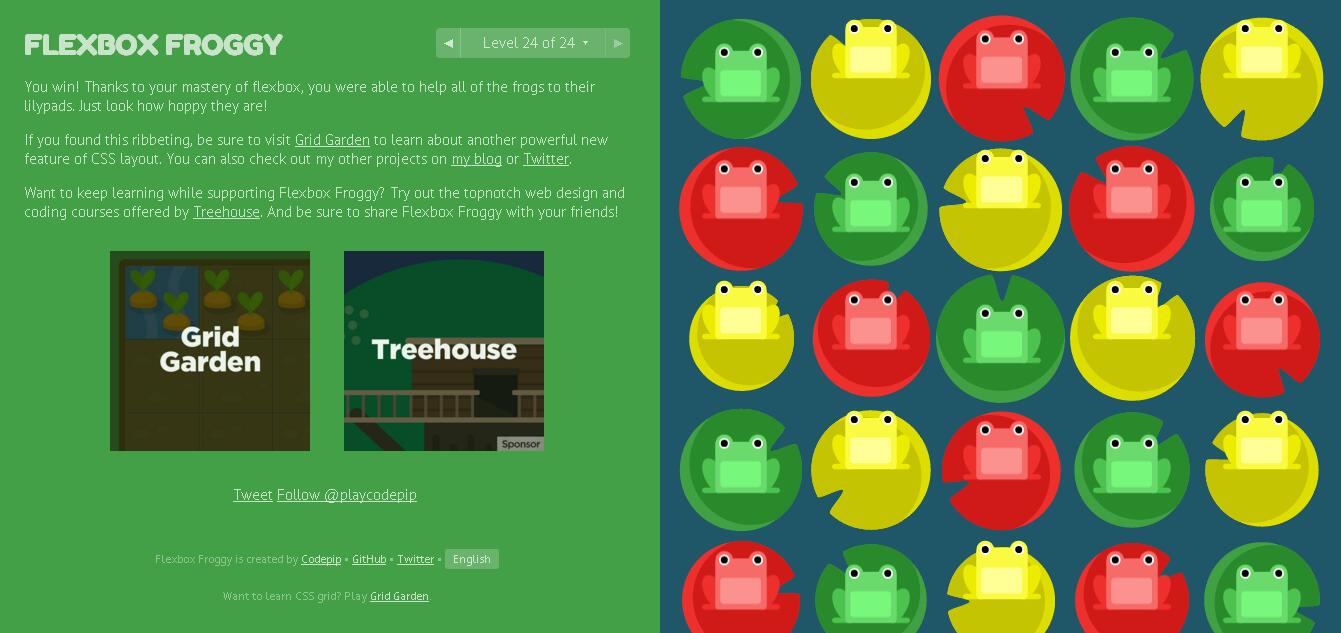 FLEXBOX FROGGY
◀ Level 24 of 24 ▾ ▶
You win! Thanks to your mastery of flexbox, you were able to help all of the frogs to their
lilypads. Just look how hoppy they are!
If you found this ribbeting, be sure to visit Grid Garden to learn about another powerful new
feature of CSS layout. You can also check out my other projects on my blog or Twitter.
Want to keep learning while supporting Flexbox Froggy? Try out the topnotch web design and
coding courses offered by Treehouse. And be sure to share Flexbox Froggy with your friends!
Grid
Garden
Treehouse
Sponsor
Tweet Follow @playcodepip
Flexbox Froggy is created by Codepip • GitHub • Twitter • English
Want to learn CSS grid? Play Grid Garden.